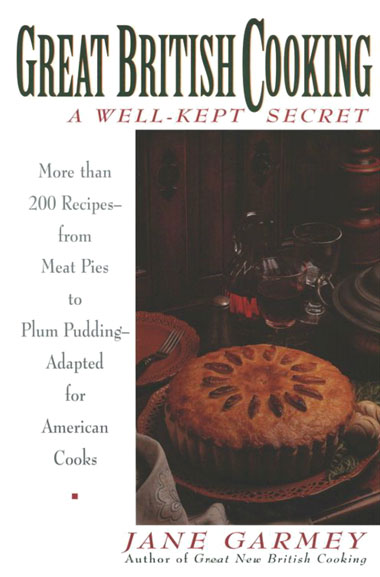 GREAT BRITISH COOKING
A WELL-KEPT SECRET
More than
200 Recipes–
from
Meat Pies
to
Plum Pudding–
Adapted
for
American
Cooks
JANE GARMEY
Author of Great New British Cooking